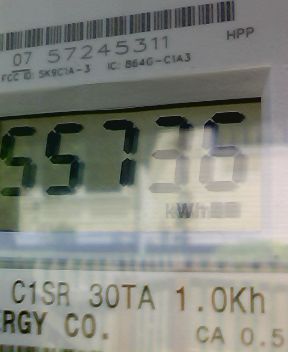 07 57245311
HPP
FCC ID: SK9C1A-3 IC: 864G-C1A3
55736
kWh
C1SR 30TA 1.0Kh
RGY CO.
CA 0.5